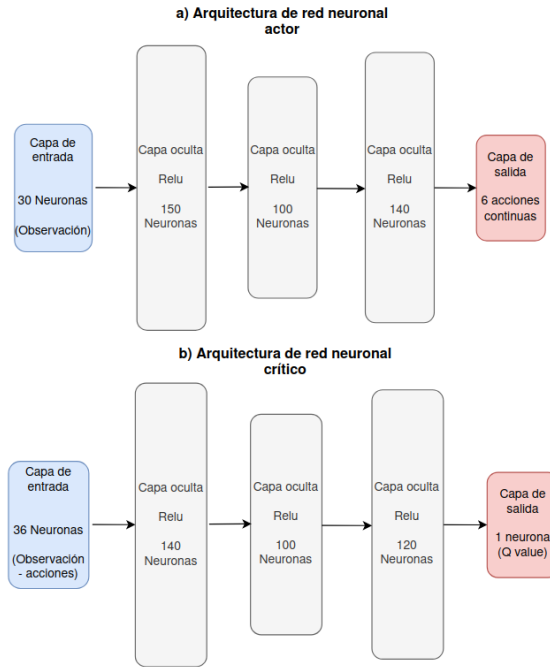 a) Arquitectura de red neuronal
actor
Capa de
entrada
30 Neuronas
(Observación)
Capa oculta
Relu
150
Neuronas
Capa oculta
Relu
100
Neuronas
Capa oculta
Relu
140
Neuronas
Capa de
salida
6 acciones
continuas
b) Arquitectura de red neuronal
crítico
Capa de
entrada
36 Neuronas
(Observación
- acciones)
Capa oculta
Relu
140
Neuronas
Capa oculta
Relu
100
Neuronas
Capa oculta
Relu
120
Neuronas
Capa de
salida
1 neurona
(Q value)